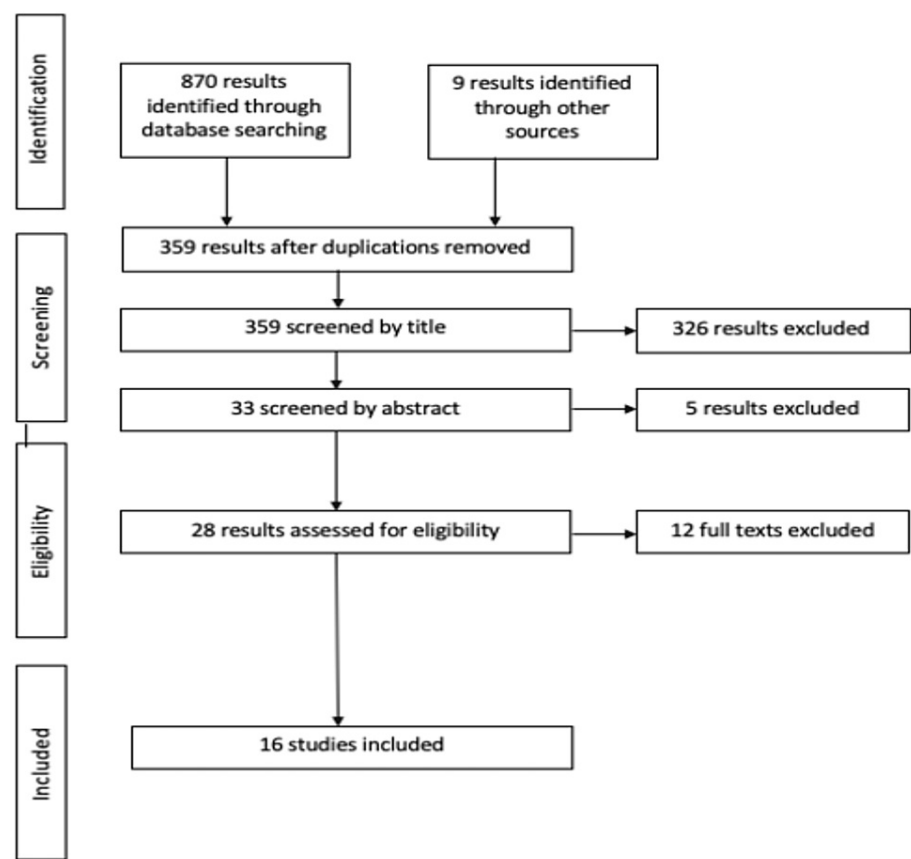 Identification
870 results
identified through
database searching
9 results identified
through other
sources
Screening
359 results after duplications removed
359 screened by title
326 results excluded
33 screened by abstract
5 results excluded
Eligibility
28 results assessed for eligibility
12 full texts excluded
Included
16 studies included